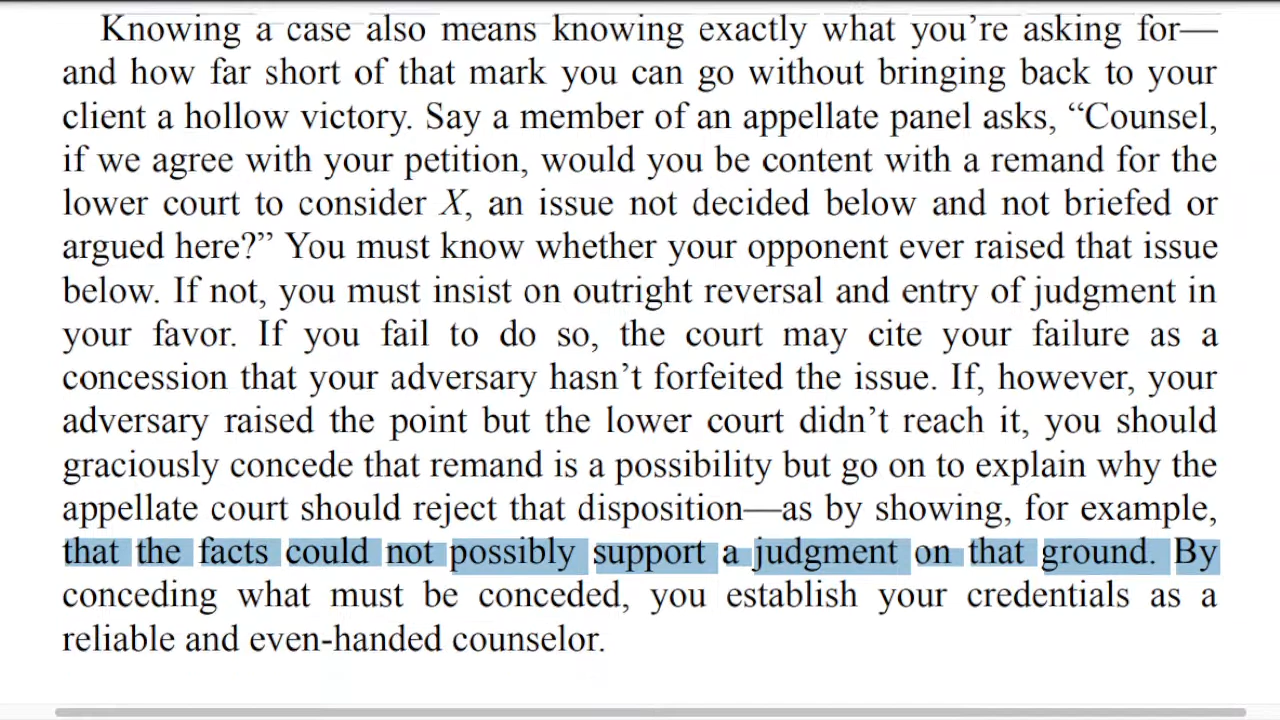 Knowing a case also means knowing exactly what you’re asking for—
and how far short of that mark you can go without bringing back to your
client a hollow victory. Say a member of an appellate panel asks, “Counsel,
if we agree with your petition, would you be content with a remand for the
lower court to consider X, an issue not decided below and not briefed or
argued here?” You must know whether your opponent ever raised that issue
below. If not, you must insist on outright reversal and entry of judgment in
your favor. If you fail to do so, the court may cite your failure as a
concession that your adversary hasn’t forfeited the issue. If, however, your
adversary raised the point but the lower court didn’t reach it, you should
graciously concede that remand is a possibility but go on to explain why the
appellate court should reject that disposition—as by showing, for example,
that the facts could not possibly support a judgment on that ground. By
conceding what must be conceded, you establish your credentials as a
reliable and even-handed counselor.